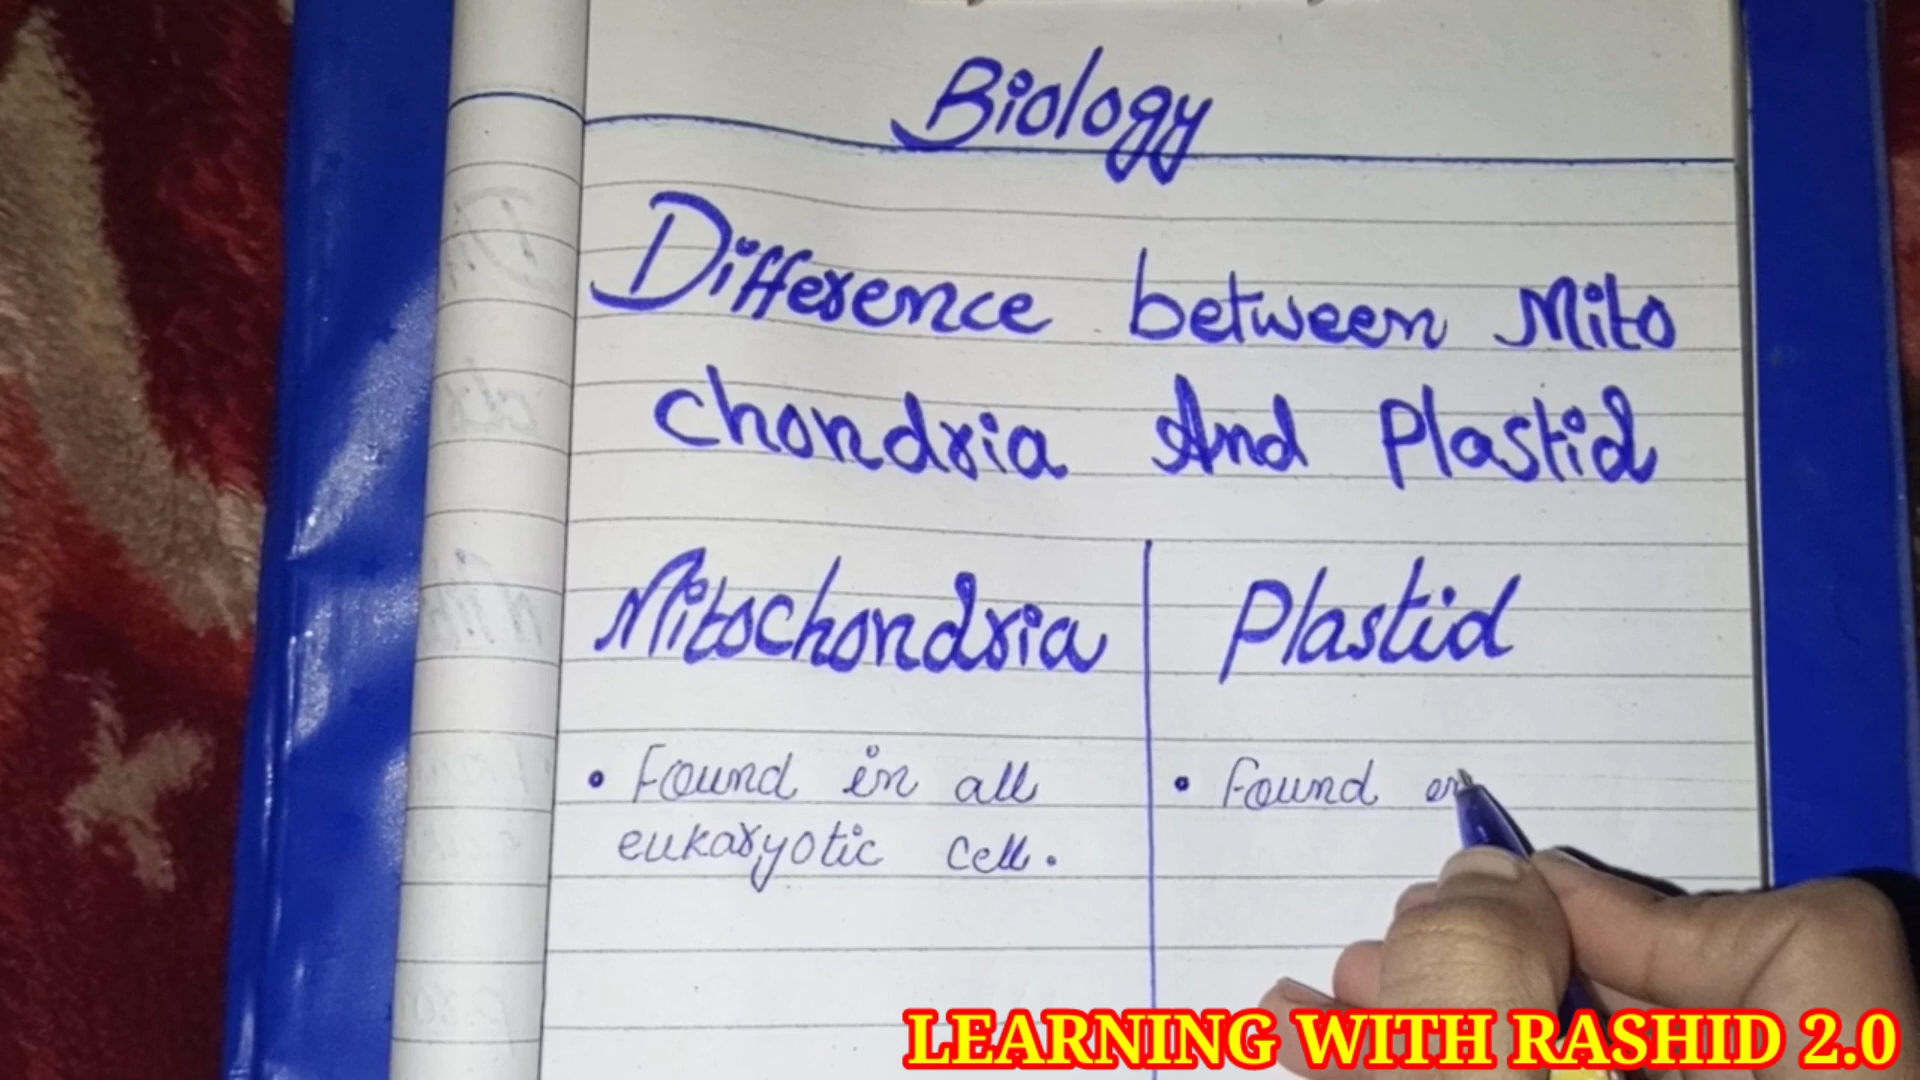 Biology
Difference between Mito
chondria And Plastid
Mitochondria
Plastid
• Found in all
eukaryotic cell.
• Found
LEARNING WITH RASHID 2.0